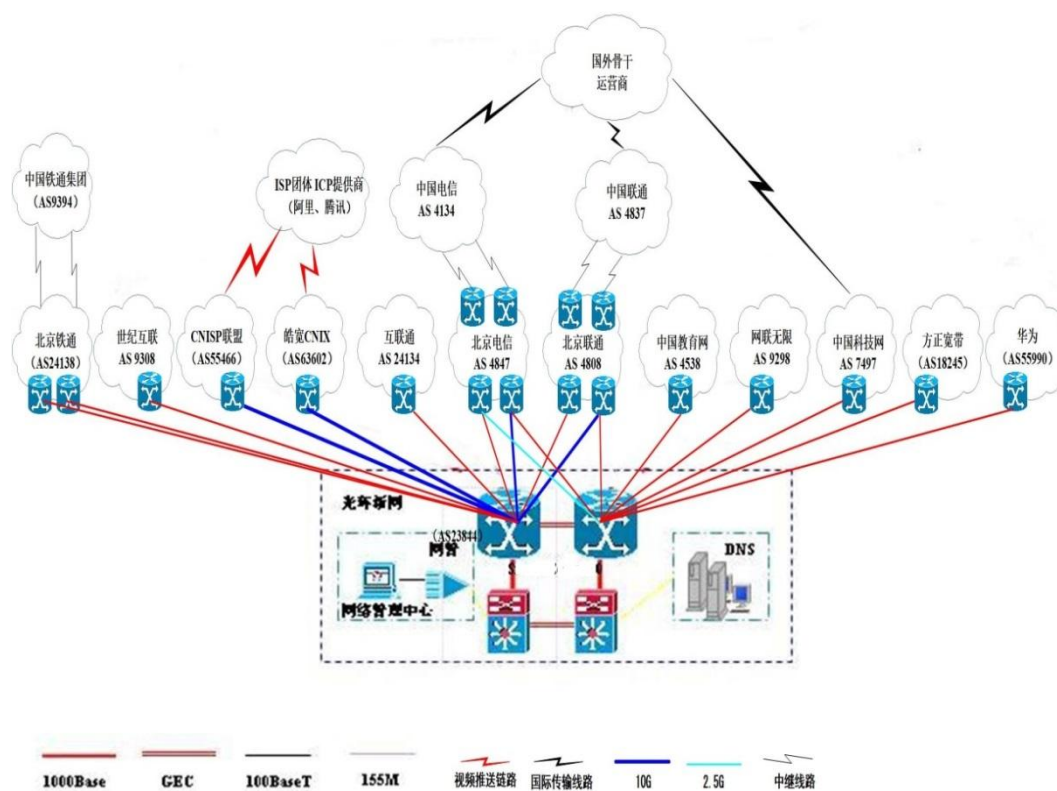 国外骨干
运营商
中国铁通集团
（AS9394）
ISP团体 ICP提供商
（阿里、腾讯）
中国电信
AS 4134
中国联通
AS 4837
北京铁通
（AS24138）
世纪互联
AS 9308
CNISP联盟
（AS55466）
皓宽CNIX
（AS63602）
互联通
AS 24134
北京电信
AS 4847
北京联通
AS 4808
中国教育网
AS 4538
网联无限
AS 9298
中国科技网
AS 7497
方正宽带
（AS18245）
华为
（AS55990）
光环新网
（AS23844）
网管
网络管理中心
DNS
1000Base
GEC
100BaseT
155M
视频推送链路
国际传输线路
10G
2.5G
中继线路